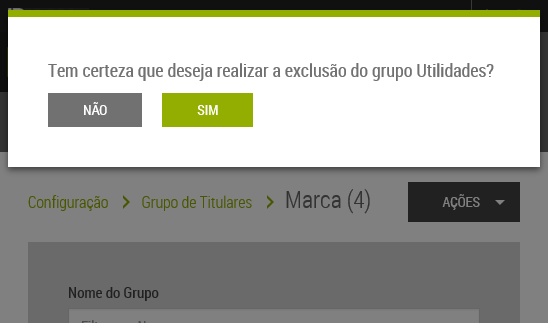 Tem certeza que deseja realizar a exclusão do grupo Utilidades?
NÃO
SIM
Configuração
Grupo de Titulares
Marca (4)
AÇÕES
Nome do Grupo